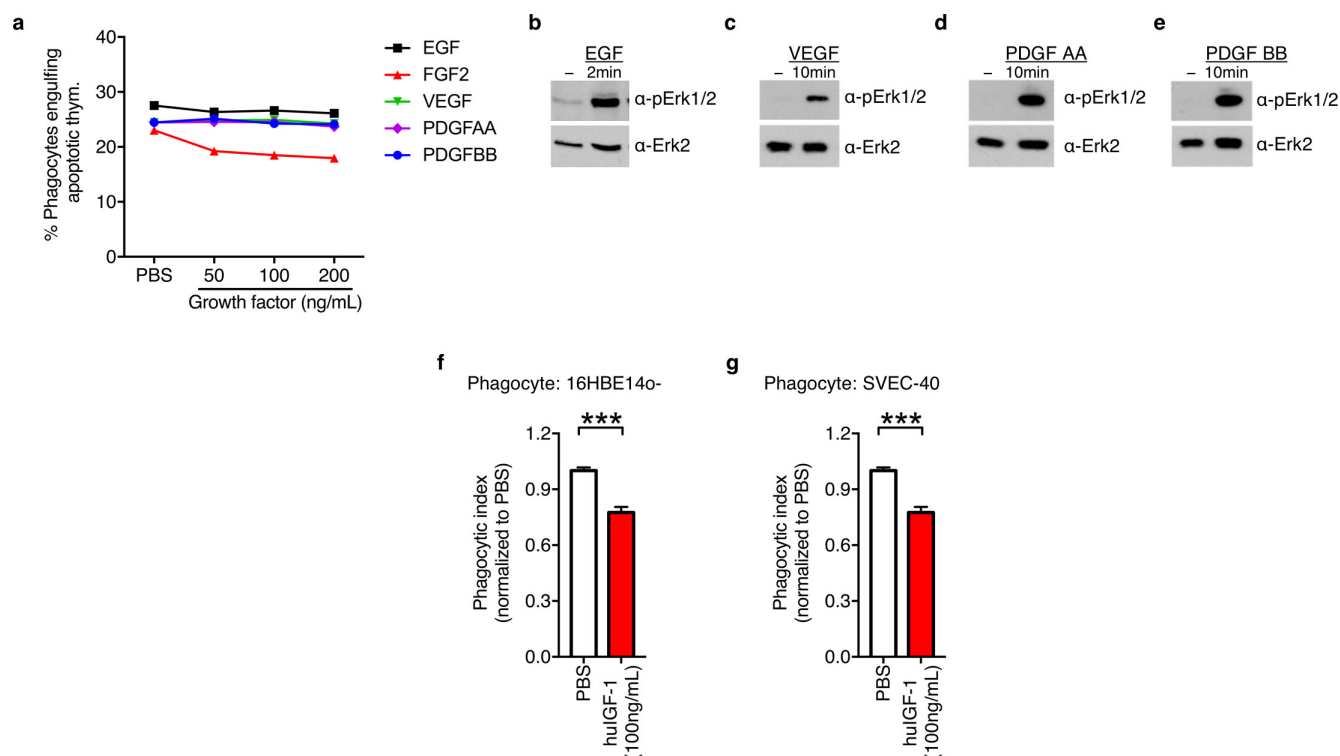 a
40
30
20
10
0
% Phagocytes engulfing
apoptotic thym.
PBS 50 100 200
Growth factor (ng/mL)
EGF
FGF2
VEGF
PDGFAA
PDGFBB
b
EGF
– 2min
α-pErk1/2
α-Erk2
c
VEGF
– 10min
α-pErk1/2
α-Erk2
d
PDGF AA
– 10min
α-pErk1/2
α-Erk2
e
PDGF BB
– 10min
α-pErk1/2
α-Erk2
f
Phagocyte: 16HBE14o-
***
1.2
0.9
0.6
0.3
0.0
Phagocytic index
(normalized to PBS)
PBS
huIGF-1
(100ng/mL)
g
Phagocyte: SVEC-40
***
1.2
0.9
0.6
0.3
0.0
Phagocytic index
(normalized to PBS)
PBS
huIGF-1
(100ng/mL)